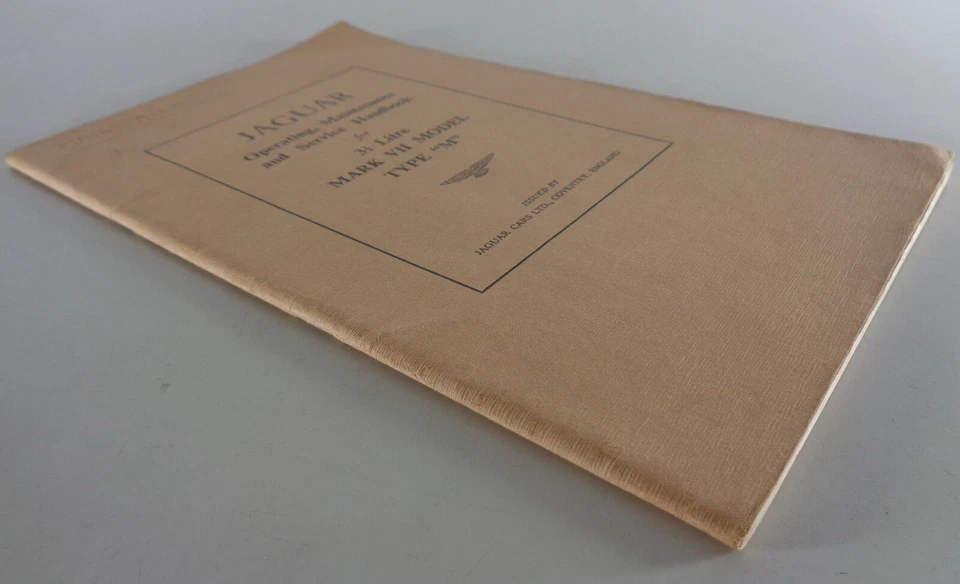 JAGUAR
Operating, Maintenance
and Service Handbook
for
3½ Litre
MARK VII MODEL
TYPE "M"
ISSUED BY
JAGUAR CARS LTD., COVENTRY, ENGLAND